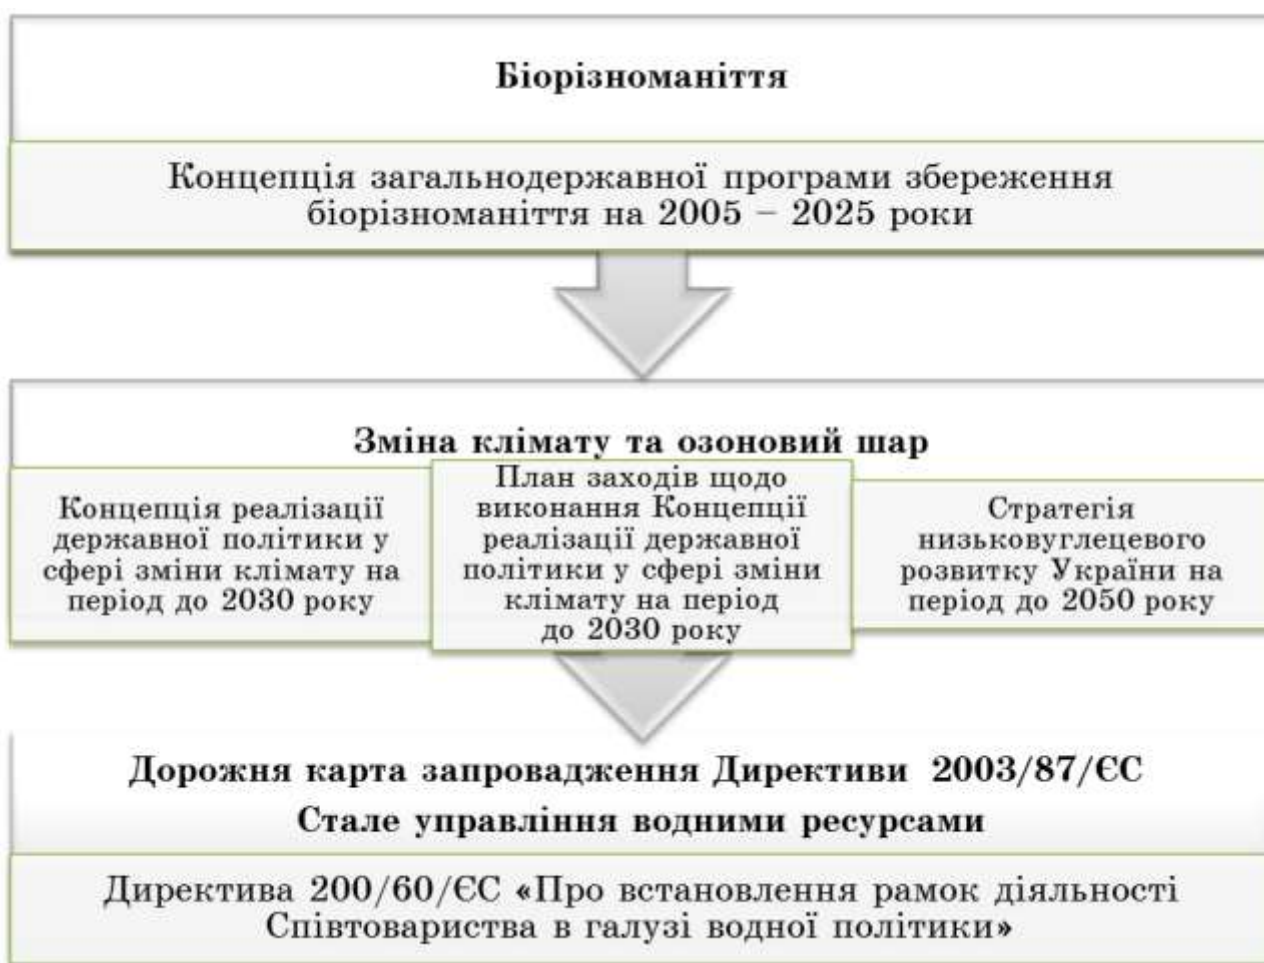 Біорізноманіття
Концепція загальнодержавної програми збереження
біорізноманіття на 2005 – 2025 роки
Зміна клімату та озоновий шар
Концепція реалізації
державної політики у
сфері зміни клімату на
період до 2030 року
План заходів щодо
виконання Концепції
реалізації державної
політики у сфері зміни
клімату на період
до 2030 року
Стратегія
низьковуглецевого
розвитку України на
період до 2050 року
Дорожня карта запровадження Директиви 2003/87/ЄС
Стале управління водними ресурсами
Директива 200/60/ЄС «Про встановлення рамок діяльності
Співтовариства в галузі водної політики»